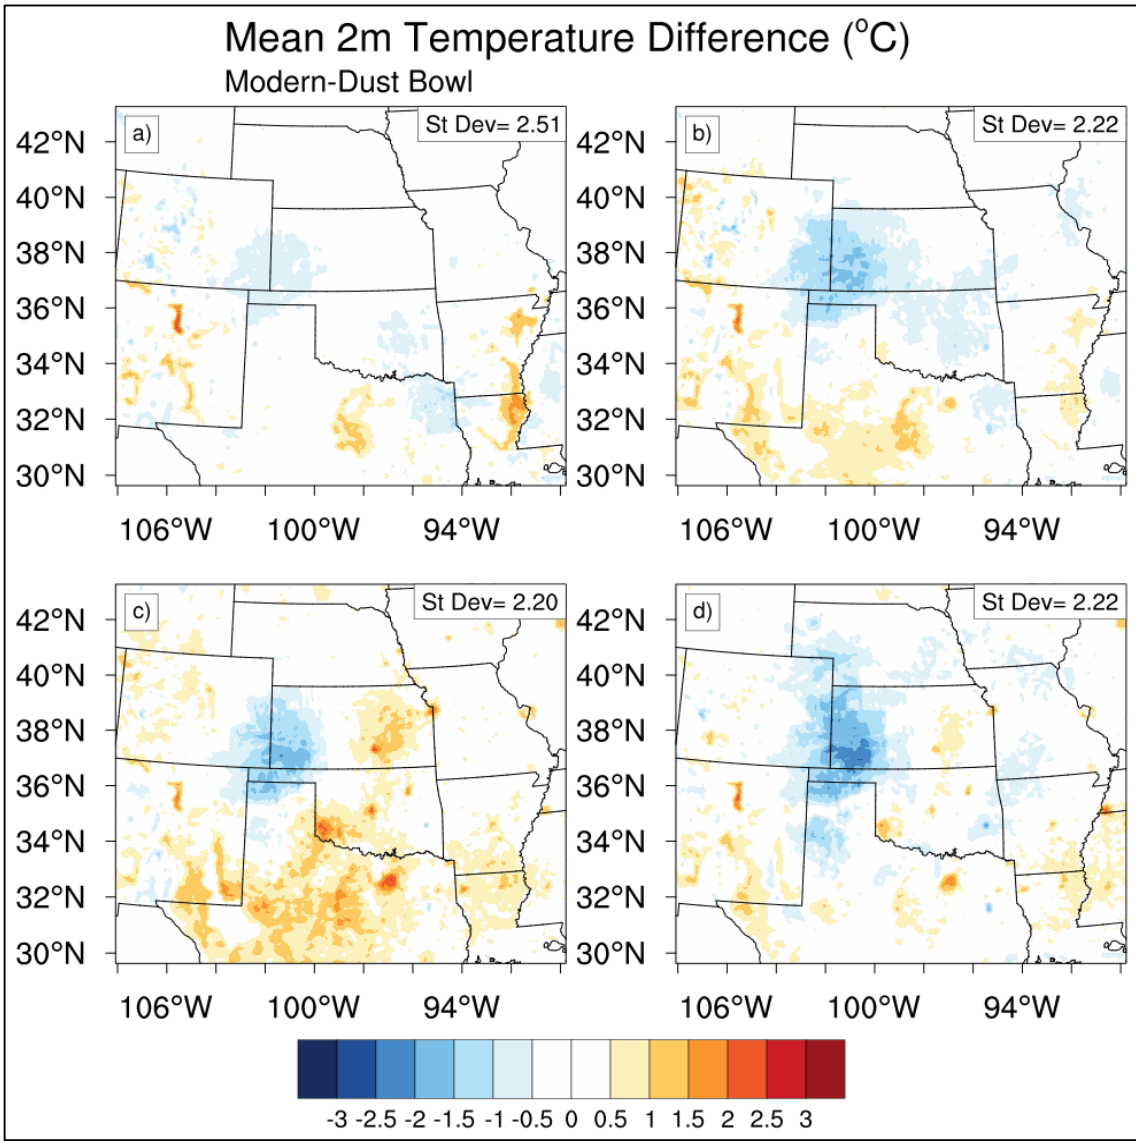 Mean 2m Temperature Difference (°C)
Modern-Dust Bowl
a)
St Dev= 2.51
42°N
40°N
38°N
36°N
34°N
32°N
30°N
106°W 100°W 94°W
b)
St Dev= 2.22
42°N
40°N
38°N
36°N
34°N
32°N
30°N
106°W 100°W 94°W
c)
St Dev= 2.20
42°N
40°N
38°N
36°N
34°N
32°N
30°N
106°W 100°W 94°W
d)
St Dev= 2.22
42°N
40°N
38°N
36°N
34°N
32°N
30°N
106°W 100°W 94°W
-3 -2.5 -2 -1.5 -1 -0.5 0 0.5 1 1.5 2 2.5 3